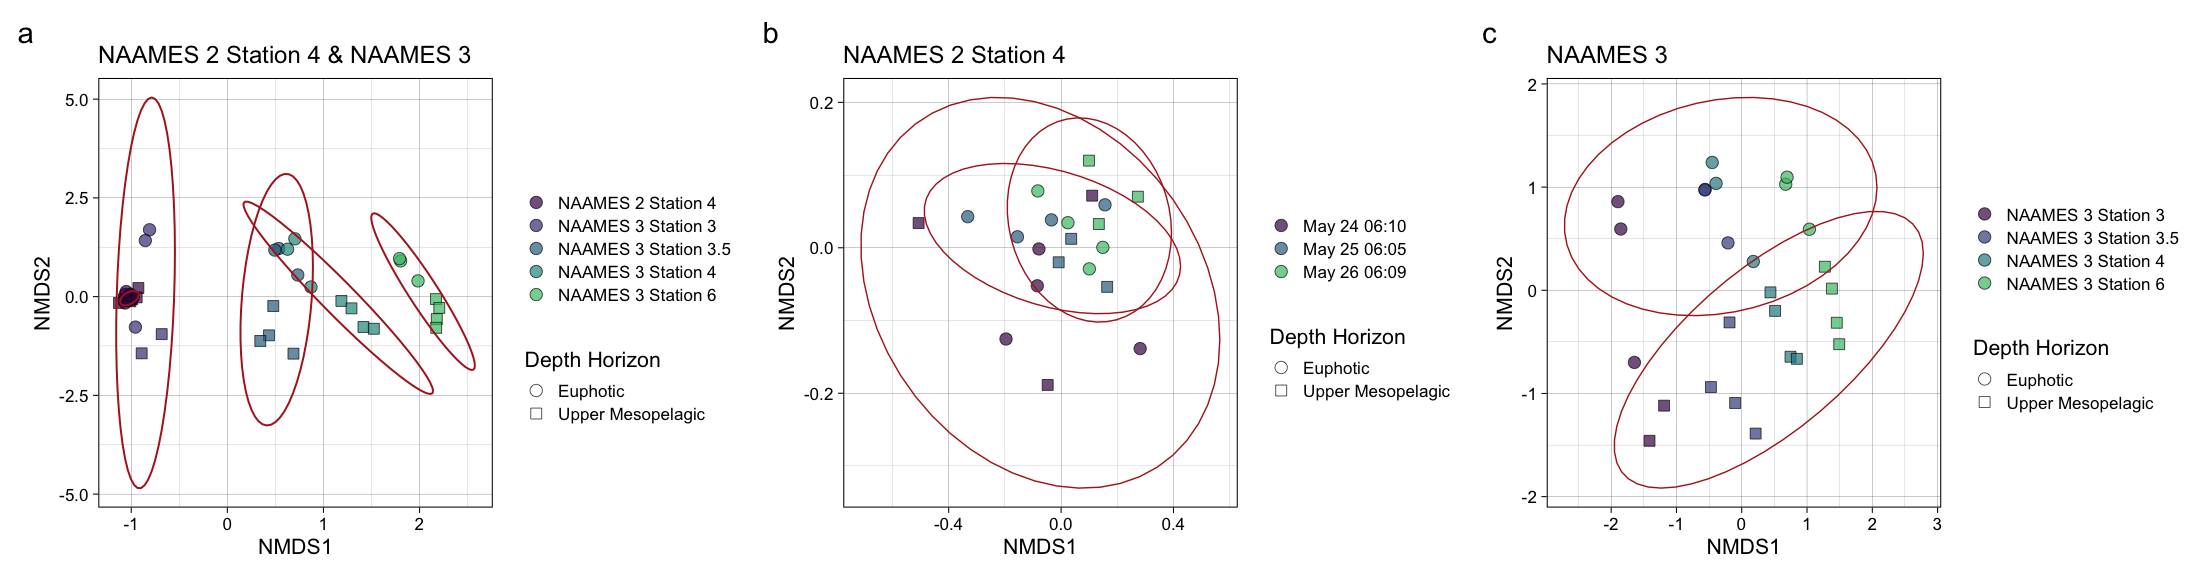 a
NAAMES 2 Station 4 & NAAMES 3
5.0
2.5
0.0
-2.5
-5.0
NMDS2
-1
0
1
2
NMDS1
NAAMES 2 Station 4
NAAMES 3 Station 3
NAAMES 3 Station 3.5
NAAMES 3 Station 4
NAAMES 3 Station 6
Depth Horizon
Euphotic
Upper Mesopelagic
b
NAAMES 2 Station 4
0.2
0.0
-0.2
NMDS2
-0.4
0.0
0.4
NMDS1
May 24 06:10
May 25 06:05
May 26 06:09
Depth Horizon
Euphotic
Upper Mesopelagic
c
NAAMES 3
2
1
0
-1
-2
NMDS2
-2
-1
0
1
2
3
NMDS1
NAAMES 3 Station 3
NAAMES 3 Station 3.5
NAAMES 3 Station 4
NAAMES 3 Station 6
Depth Horizon
Euphotic
Upper Mesopelagic